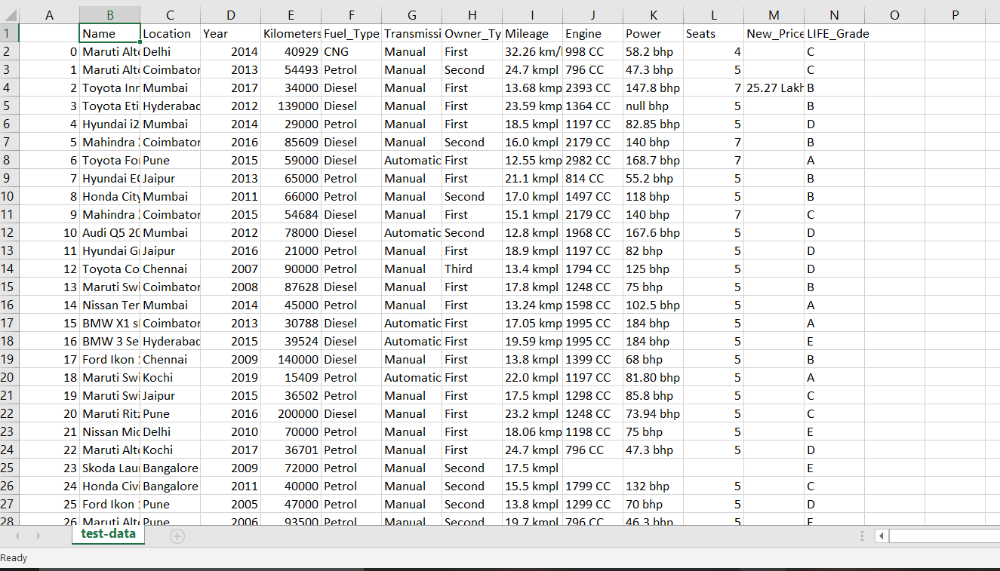 A B C D E F G H I J K L M N O P
1 Name Location Year Kilometers Fuel_Type Transmissi Owner_Ty Mileage Engine Power Seats New_Price LIFE_Grade
2 0 Maruti Alto Delhi 2014 40929 CNG Manual First 32.26 km/ 998 CC 58.2 bhp 4 C
3 1 Maruti Alto Coimbator 2013 54493 Petrol Manual Second 24.7 kmpl 796 CC 47.3 bhp 5 C
4 2 Toyota Inn Mumbai 2017 34000 Diesel Manual First 13.68 kmp 2393 CC 147.8 bhp 7 25.27 Lakh B
5 3 Toyota Eti Hyderabad 2012 139000 Diesel Manual First 23.59 kmp 1364 CC null bhp 5 B
6 4 Hyundai i2 Mumbai 2014 29000 Petrol Manual First 18.5 kmpl 1197 CC 82.85 bhp 5 D
7 5 Mahindra Coimbator 2016 85609 Diesel Manual Second 16.0 kmpl 2179 CC 140 bhp 7 B
8 6 Toyota For Pune 2015 59000 Diesel Automatic First 12.55 kmp 2982 CC 168.7 bhp 7 A
9 7 Hyundai EO Jaipur 2013 65000 Petrol Manual First 21.1 kmpl 814 CC 55.2 bhp 5 B
10 8 Honda City Mumbai 2011 66000 Petrol Manual Second 17.0 kmpl 1497 CC 118 bhp 5 B
11 9 Mahindra Coimbator 2015 54684 Diesel Manual First 15.1 kmpl 2179 CC 140 bhp 7 C
12 10 Audi Q5 20 Mumbai 2012 78000 Diesel Automatic Second 12.8 kmpl 1968 CC 167.6 bhp 5 D
13 11 Hyundai Gr Jaipur 2016 21000 Petrol Manual First 18.9 kmpl 1197 CC 82 bhp 5 D
14 12 Toyota Co Chennai 2007 90000 Petrol Manual Third 13.4 kmpl 1794 CC 125 bhp 5 D
15 13 Maruti Swi Coimbator 2008 87628 Diesel Manual First 17.8 kmpl 1248 CC 75 bhp 5 B
16 14 Nissan Ter Mumbai 2014 45000 Petrol Manual First 13.24 kmp 1598 CC 102.5 bhp 5 A
17 15 BMW X1 sD Coimbator 2013 30788 Diesel Automatic First 17.05 kmp 1995 CC 184 bhp 5 A
18 16 BMW 3 Se Hyderabad 2015 39524 Diesel Automatic First 19.59 kmp 1995 CC 184 bhp 5 E
19 17 Ford Ikon Chennai 2009 140000 Diesel Manual First 13.8 kmpl 1399 CC 68 bhp 5 B
20 18 Maruti Swi Kochi 2019 15409 Petrol Automatic First 22.0 kmpl 1197 CC 81.80 bhp 5 A
21 19 Maruti Swi Jaipur 2015 36502 Petrol Manual First 17.5 kmpl 1298 CC 85.8 bhp 5 C
22 20 Maruti Ritz Pune 2016 200000 Diesel Manual First 23.2 kmpl 1248 CC 73.94 bhp 5 C
23 21 Nissan Mic Delhi 2010 70000 Petrol Manual First 18.06 kmp 1198 CC 75 bhp 5 E
24 22 Maruti Alto Kochi 2017 36701 Petrol Manual First 24.7 kmpl 796 CC 47.3 bhp 5 D
25 23 Skoda Lau Bangalore 2009 72000 Petrol Manual Second 17.5 kmpl E
26 24 Honda Civi Bangalore 2011 40000 Petrol Manual Second 15.5 kmpl 1799 CC 132 bhp 5 C
27 25 Ford Ikon Pune 2005 47000 Petrol Manual Second 13.8 kmpl 1299 CC 70 bhp 5 D
28 26 Maruti Alto Pune 2006 93500 Petrol Manual Second 19.7 kmpl 796 CC 46.3 bhp 5
test-data
Ready